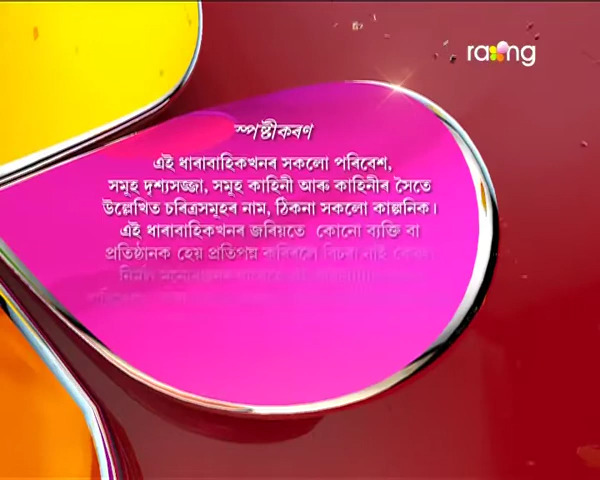 rang
স্পষ্টীকৰণ
এই ধাৰাবাহিকখনৰ সকলো পৰিবেশ,
সমূহ দৃশ্যসজ্জা, সমূহ কাহিনী আৰু কাহিনীৰ সৈতে
উল্লেখিত চৰিত্ৰসমূহৰ নাম, ঠিকনা সকলো কাল্পনিক।
এই ধাৰাবাহিকখনৰ জৰিয়তে কোনো ব্যক্তি বা
প্ৰতিষ্ঠানক হেয় প্ৰতিপন্ন কৰিবলৈ বিচৰা নাই